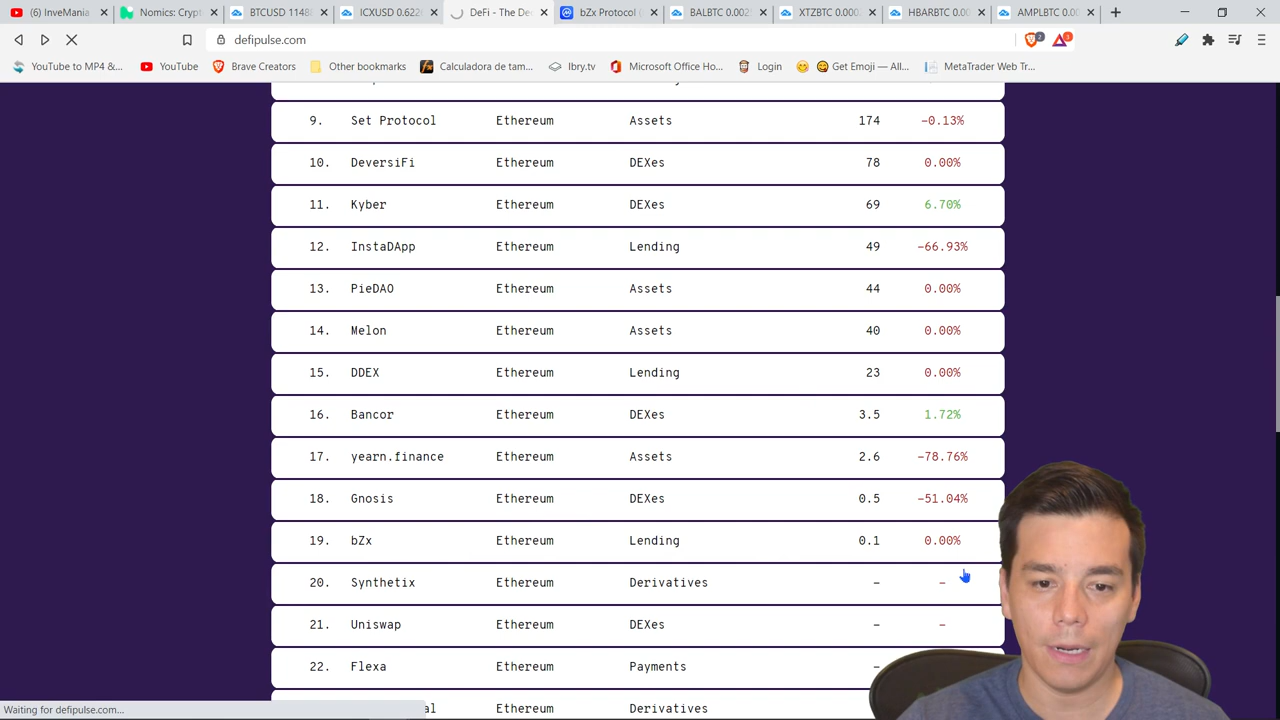 (6) InveMania
Nomics: Crypt
BTCUSD 1148
ICXUSD 0.622
DeFi - The De
bZx Protocol (
BALBTC 0.002
XTZBTC 0.000
HBARBTC 0.00
AMPLBTC 0.00
defipulse.com
2
YouTube to MP4 &...
YouTube
Brave Creators
Other bookmarks
Calculadora de tam...
lbry.tv
Microsoft Office Ho...
Login
Get Emoji — All...
MetaTrader Web Tr...
9. Set Protocol Ethereum Assets 174 -0.13%
10. DeversiFi Ethereum DEXes 78 0.00%
11. Kyber Ethereum DEXes 69 6.70%
12. InstaDApp Ethereum Lending 49 -66.93%
13. PieDAO Ethereum Assets 44 0.00%
14. Melon Ethereum Assets 40 0.00%
15. DDEX Ethereum Lending 23 0.00%
16. Bancor Ethereum DEXes 3.5 1.72%
17. yearn.finance Ethereum Assets 2.6 -78.76%
18. Gnosis Ethereum DEXes 0.5 -51.04%
19. bZx Ethereum Lending 0.1 0.00%
20. Synthetix Ethereum Derivatives - -
21. Uniswap Ethereum DEXes - -
22. Flexa Ethereum Payments -
Ethereum Derivatives
Waiting for defipulse.com...